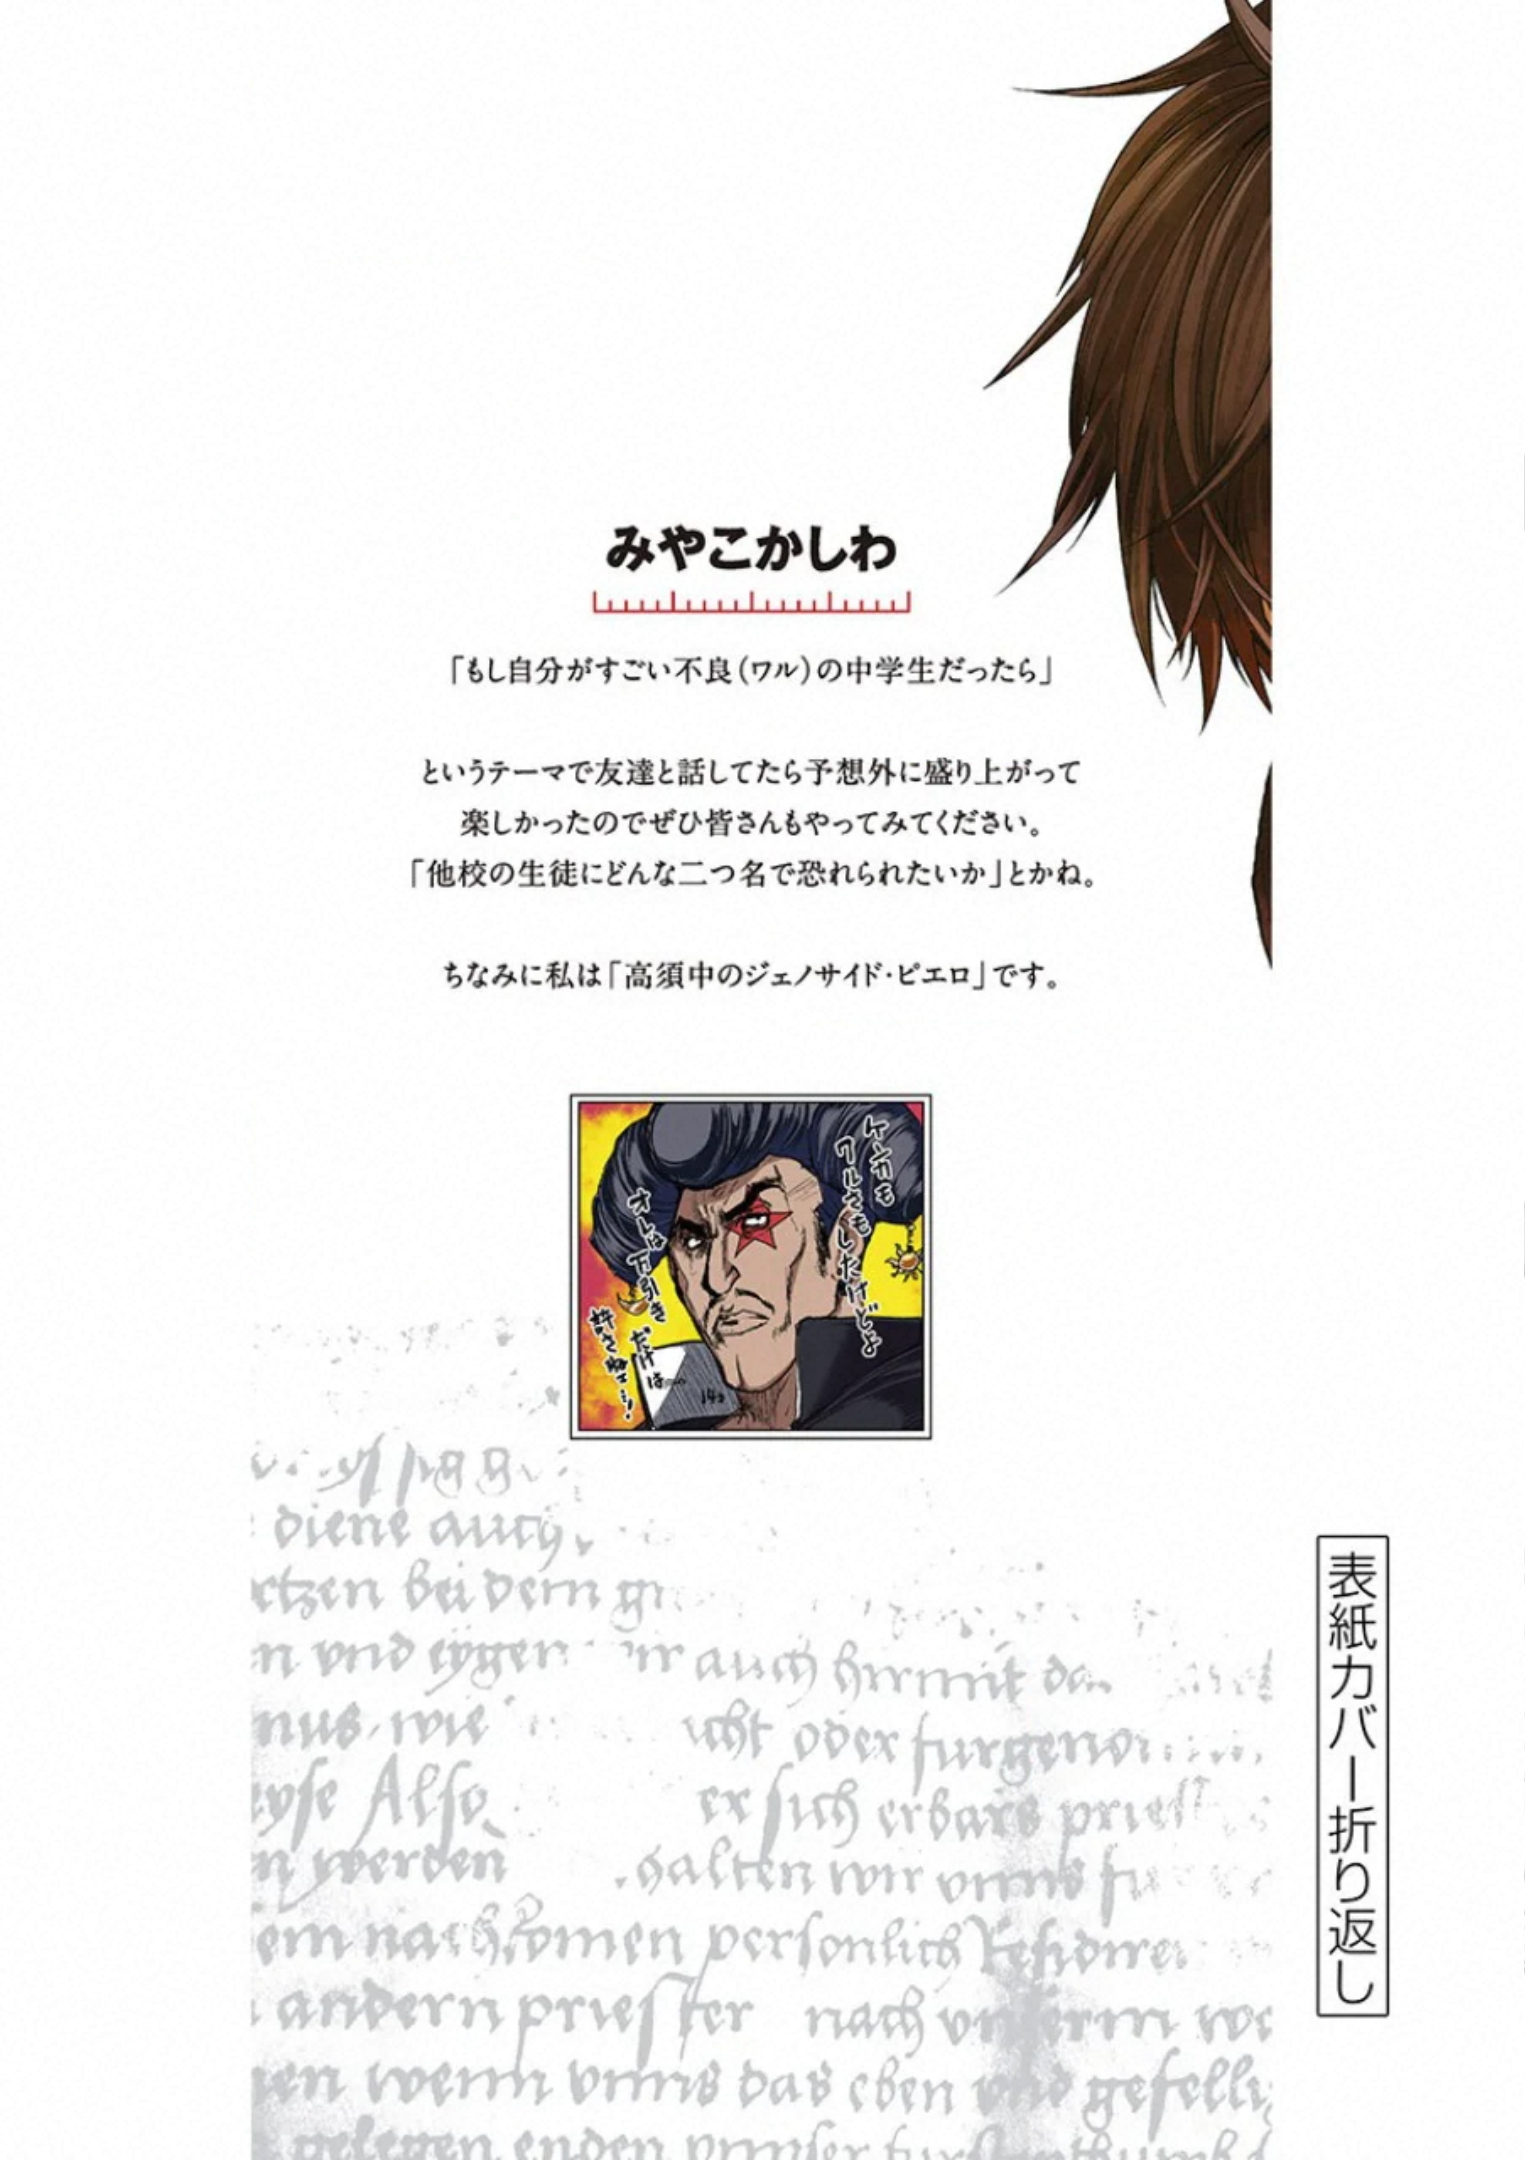 みやこかしわ
「もし自分がすごい不良(ワル)の中学生だったら」
というテーマで友達と話してたら予想外に盛り上がって
楽しかったのでぜひ皆さんもやってみてください。
「他校の生徒にどんな二つ名で恐れられたいか」とかね。
ちなみに私は「高須中のジェノサイド・ピエロ」です。
ケンカも
ワルさもしたけどよ
オレは万引き
だけは…
許さねェ…!
表紙カバー折り返し
diene auch
etzen bei dem
n vnd eygen
auch hirmit
nus, wie
oder
Also
sich erbare
n werden
halten wir vnns
personlich
andern priester
nach vnserm
wenn vnns das eben vnd gefelli